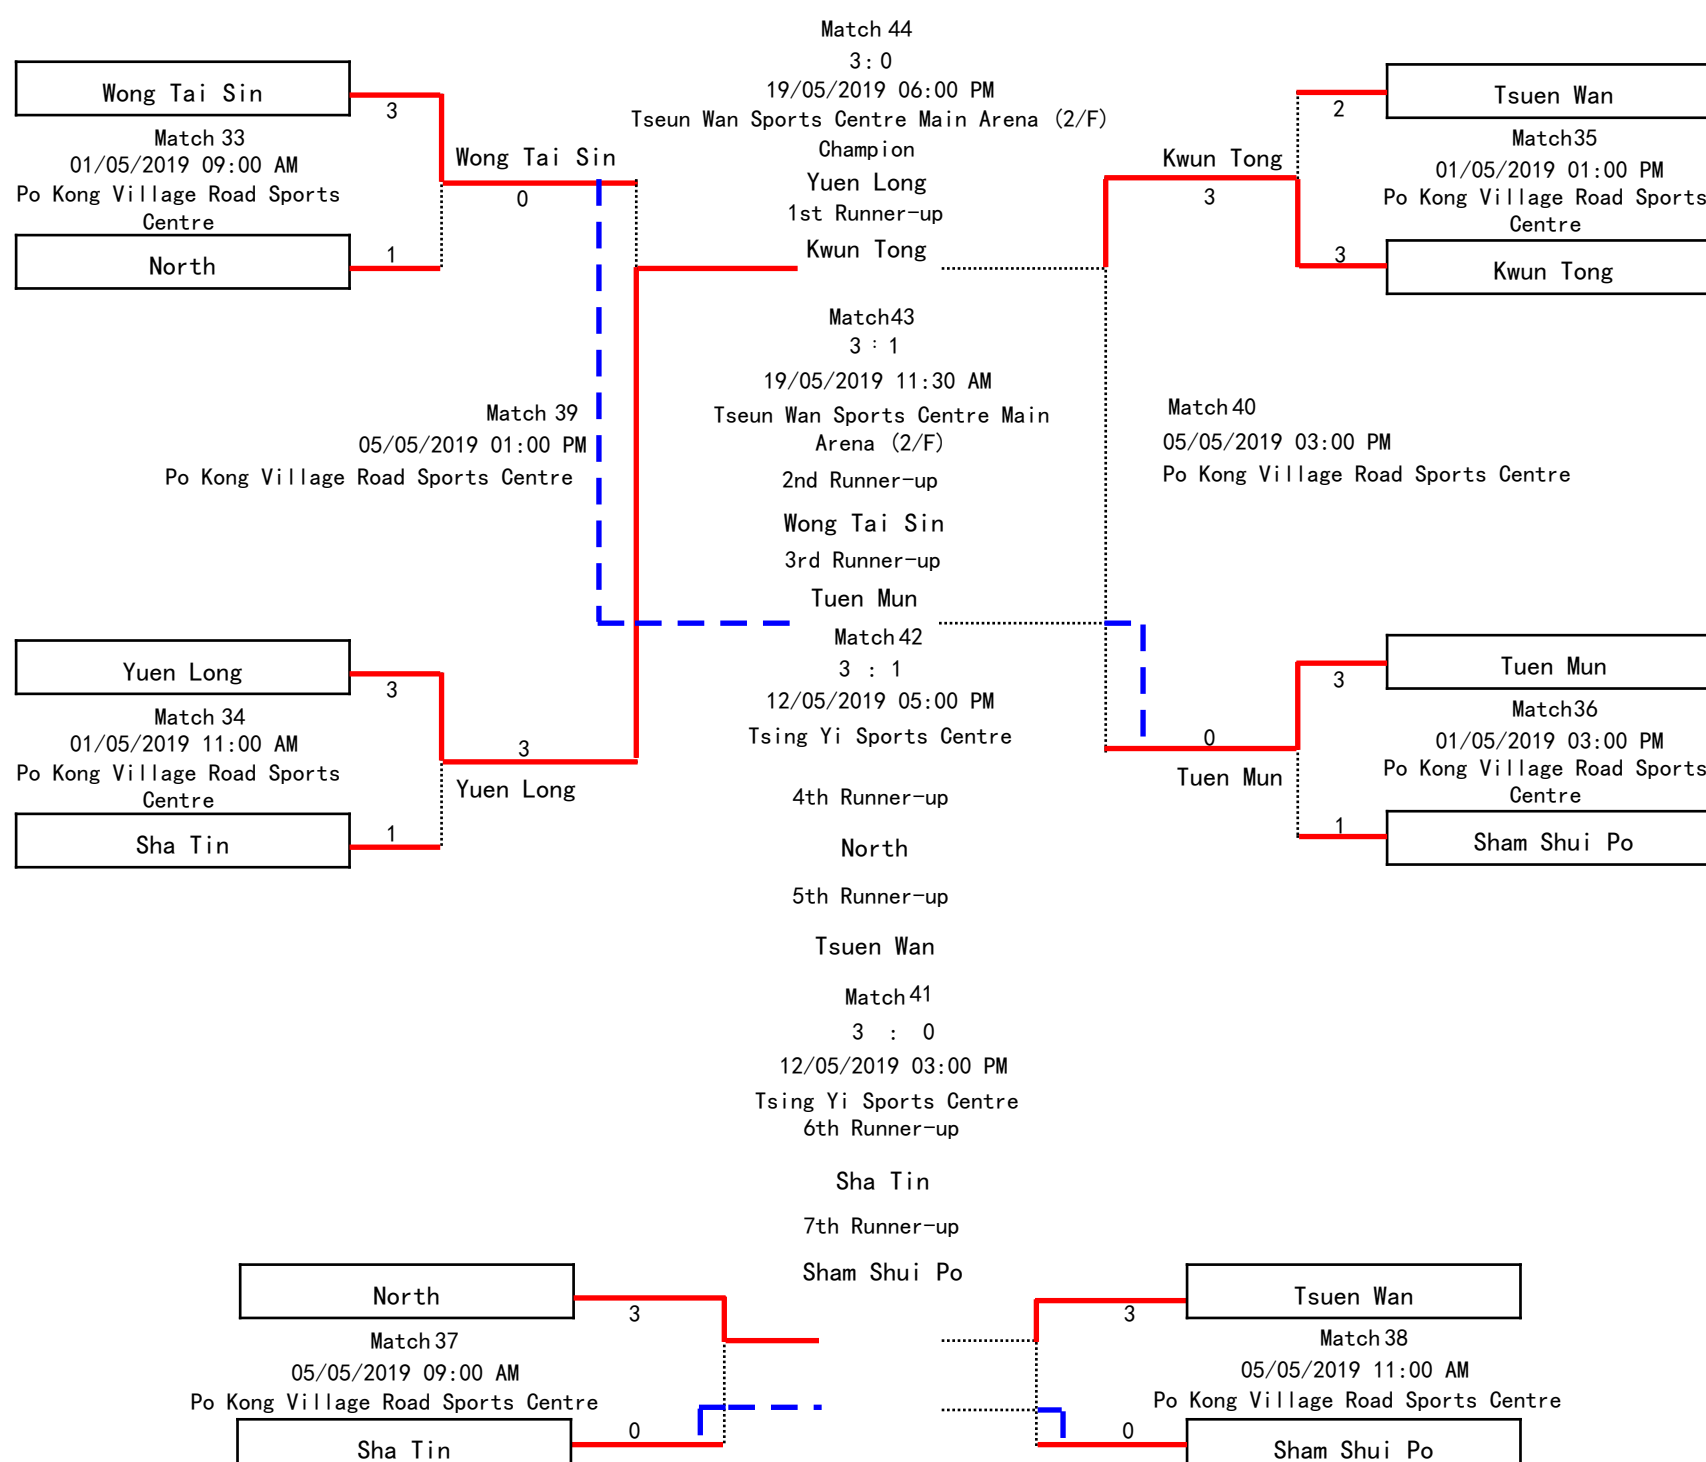 Match 44
3:0
19/05/2019 06:00 PM
Tseun Wan Sports Centre Main Arena (2/F)
Champion
Yuen Long
1st Runner-up
Kwun Tong
Wong Tai Sin
3
Match 33
01/05/2019 09:00 AM
Po Kong Village Road Sports
Centre
North
1
Wong Tai Sin
0
Kwun Tong
3
Tsuen Wan
2
Match35
01/05/2019 01:00 PM
Po Kong Village Road Sports
Centre
Kwun Tong
3
Match43
3 : 1
19/05/2019 11:30 AM
Tseun Wan Sports Centre Main
Arena (2/F)
2nd Runner-up
Wong Tai Sin
3rd Runner-up
Tuen Mun
Match 39
05/05/2019 01:00 PM
Po Kong Village Road Sports Centre
Match 40
05/05/2019 03:00 PM
Po Kong Village Road Sports Centre
Yuen Long
3
Match 34
01/05/2019 11:00 AM
Po Kong Village Road Sports
Centre
Sha Tin
1
3
Yuen Long
Match 42
3 : 1
12/05/2019 05:00 PM
Tsing Yi Sports Centre
4th Runner-up
North
5th Runner-up
Tsuen Wan
0
Tuen Mun
Tuen Mun
3
Match36
01/05/2019 03:00 PM
Po Kong Village Road Sports
Centre
Sham Shui Po
1
Match 41
3 : 0
12/05/2019 03:00 PM
Tsing Yi Sports Centre
6th Runner-up
Sha Tin
7th Runner-up
Sham Shui Po
North
3
Match 37
05/05/2019 09:00 AM
Po Kong Village Road Sports Centre
Sha Tin
0
Tsuen Wan
3
Match 38
05/05/2019 11:00 AM
Po Kong Village Road Sports Centre
Sham Shui Po
0